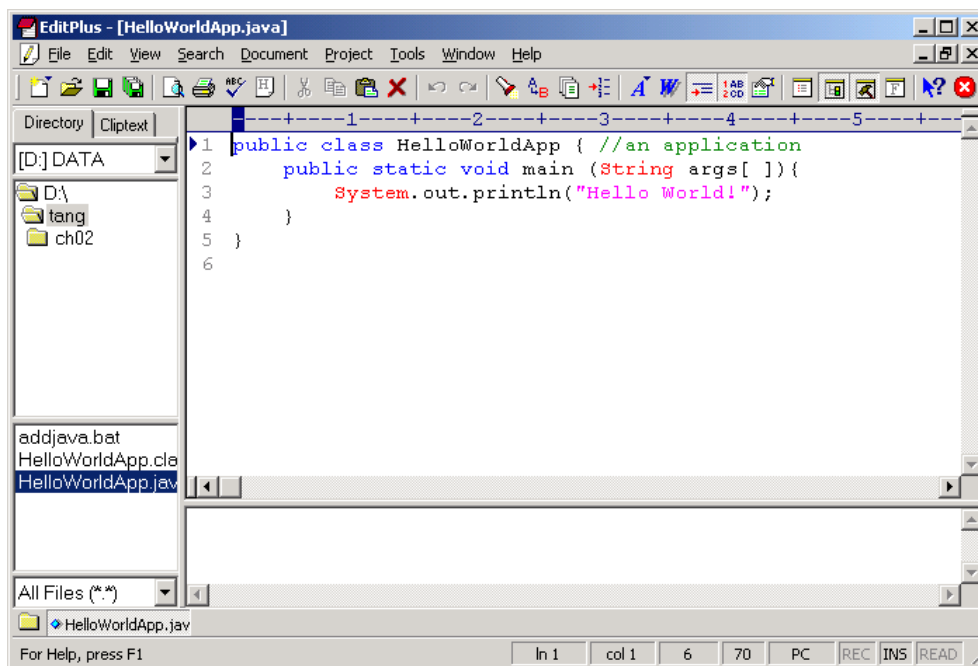 EditPlus - [HelloWorldApp.java]
File Edit View Search Document Project Tools Window Help
Directory Cliptext
[D:] DATA
D:\
tang
ch02
addjava.bat
HelloWorldApp.cla
HelloWorldApp.jav
All Files (*.*)
----+----1----+----2----+----3----+----4----+----5----+---
1 public class HelloWorldApp { //an application
2 public static void main (String args[ ]){
3 System.out.println("Hello World!");
4 }
5 }
6
HelloWorldApp.jav
For Help, press F1 ln 1 col 1 6 70 PC REC INS READ